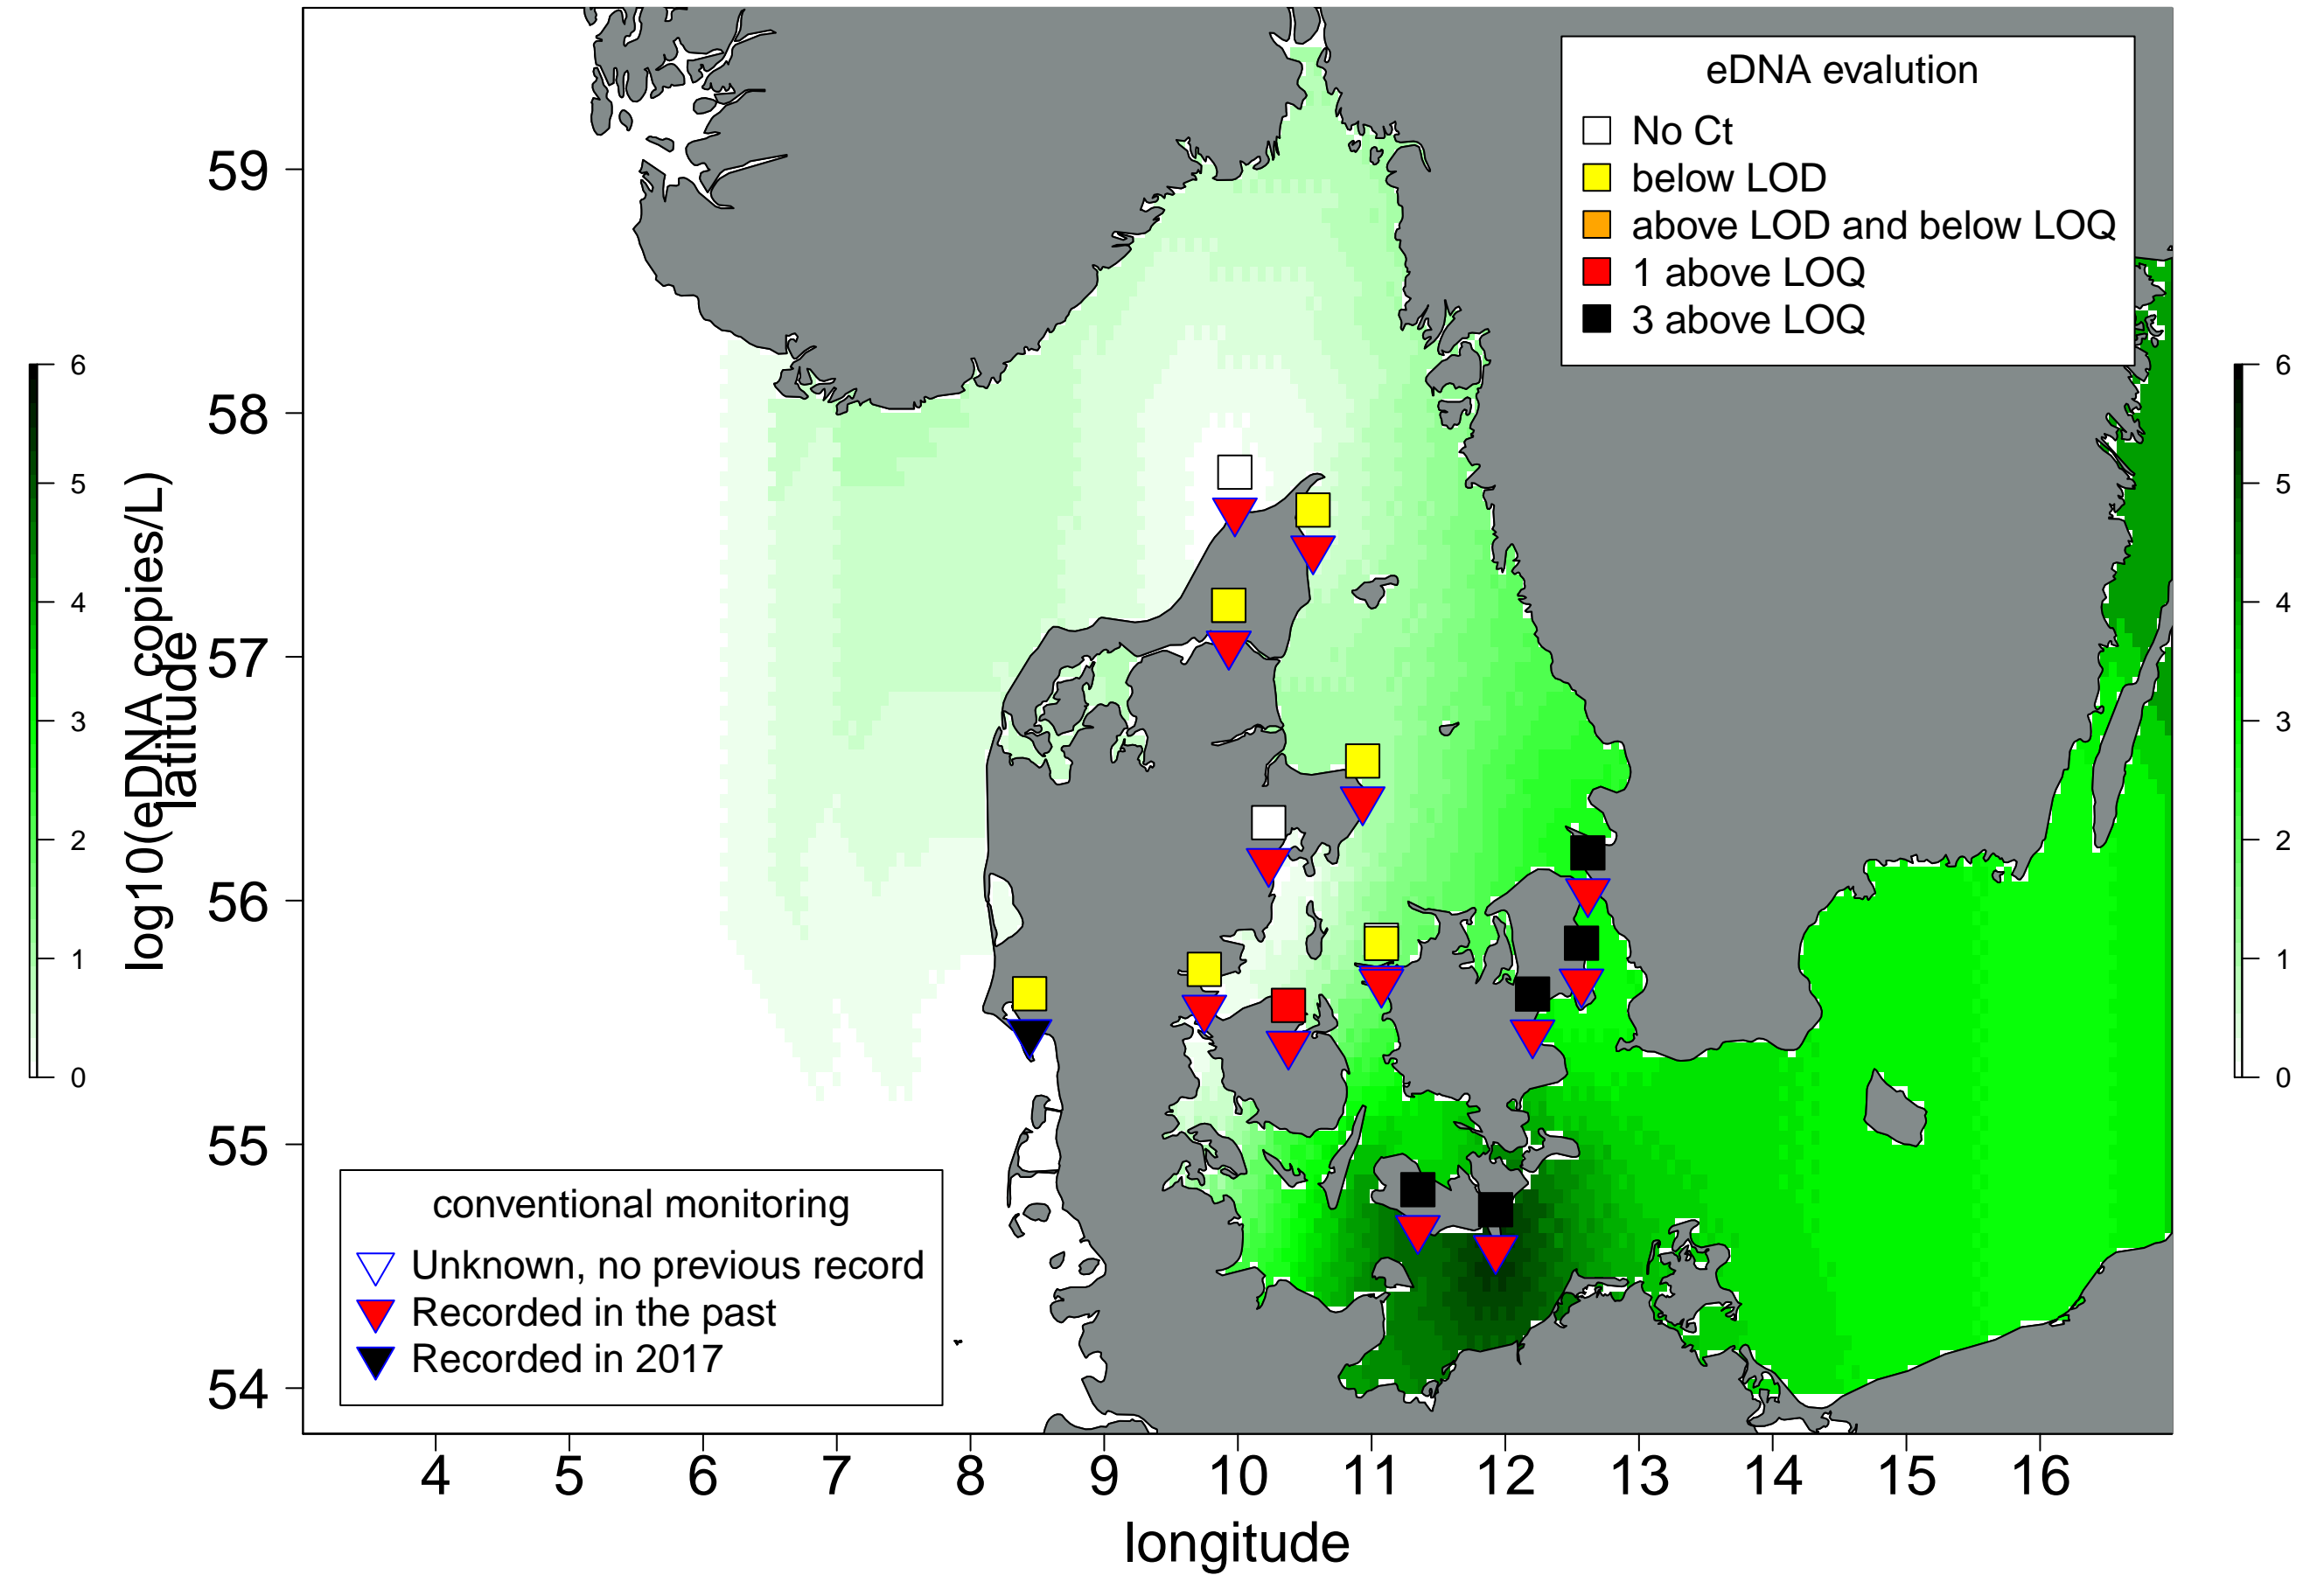 eDNA evalution
No Ct
below LOD
above LOD and below LOQ
1 above LOQ
3 above LOQ
59
58
57
56
55
54
latitude
log10(eDNA copies/L)
6
5
4
3
2
1
0
6
5
4
3
2
1
0
conventional monitoring
Unknown, no previous record
Recorded in the past
Recorded in 2017
4 5 6 7 8 9 10 11 12 13 14 15 16
longitude